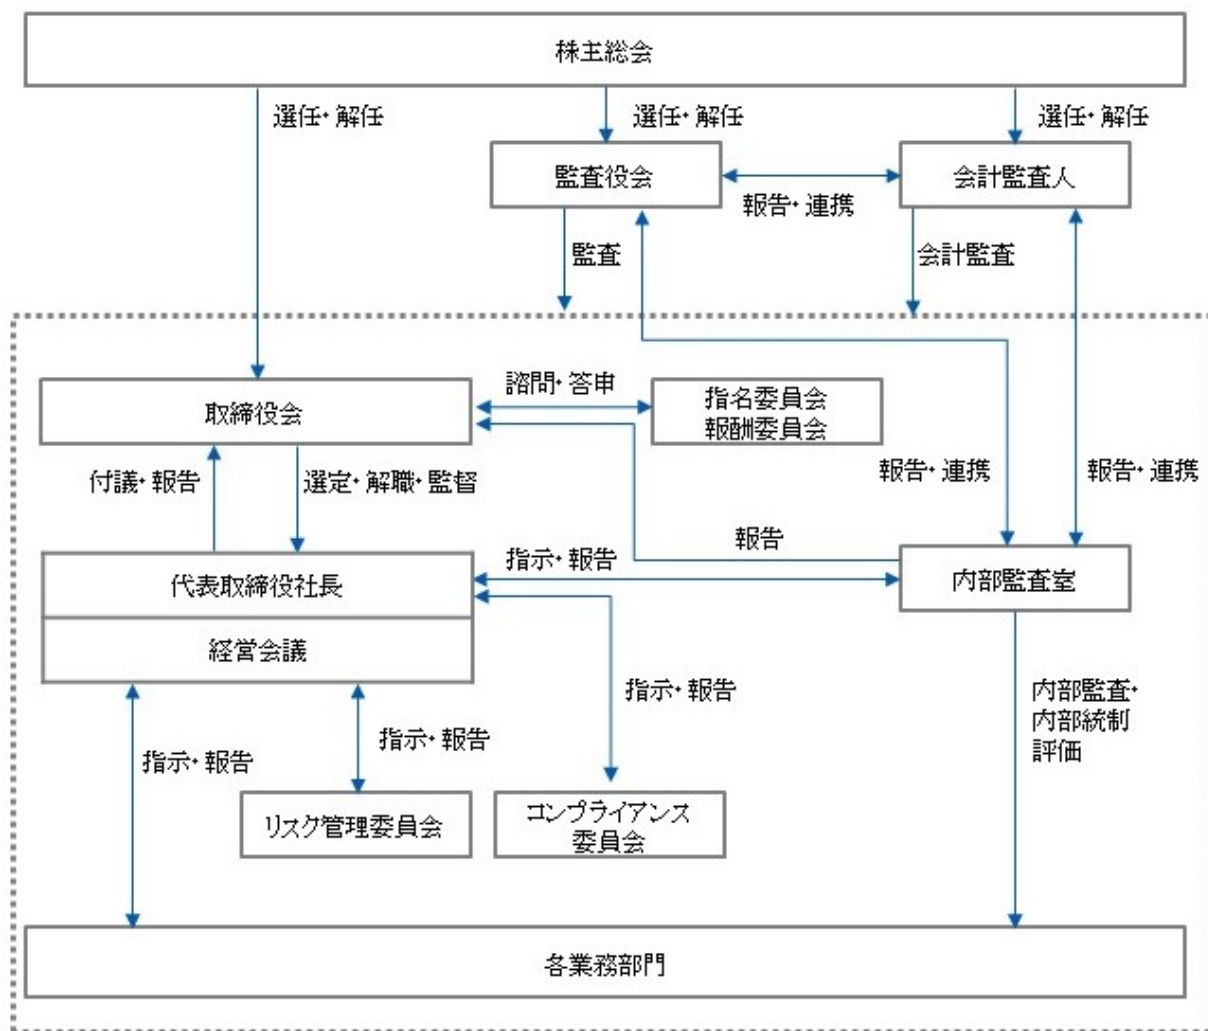 株主総会
選任・解任
選任・解任
選任・解任
監査役会
会計監査人
報告・連携
監査
会計監査
諮問・答申
取締役会
指名委員会
報酬委員会
付議・報告
選定・解職・監督
報告・連携
報告・連携
報告
指示・報告
代表取締役社長
内部監査室
経営会議
指示・報告
内部監査・
内部統制
評価
指示・報告
指示・報告
リスク管理委員会
コンプライアンス
委員会
各業務部門